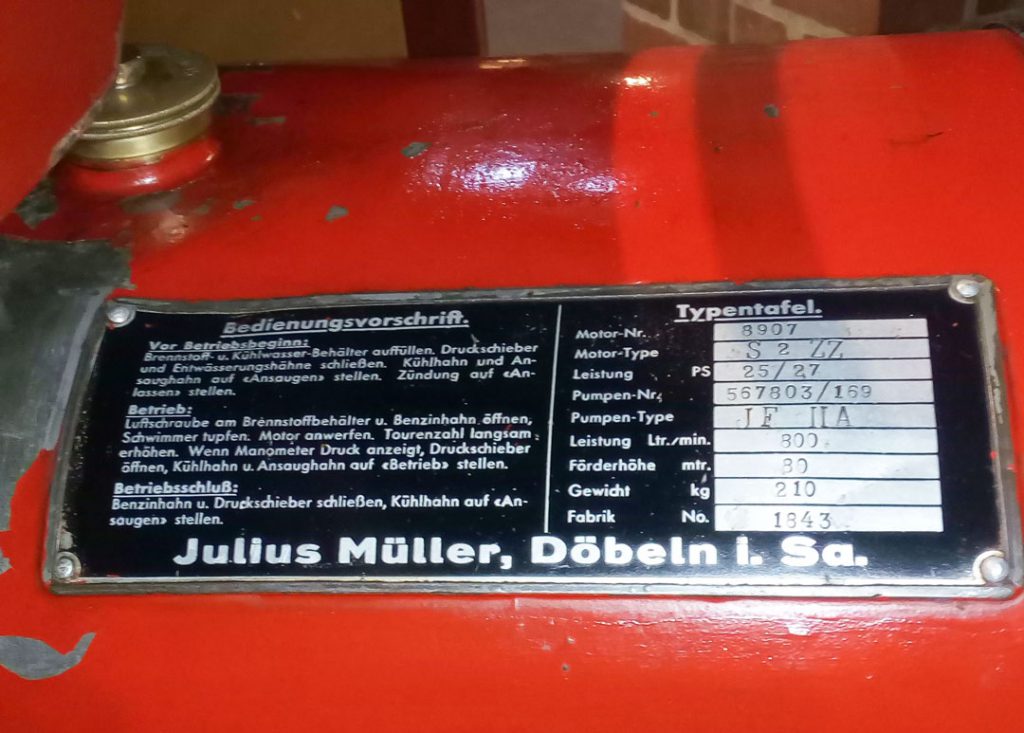 Bedienungsvorschrift.
Vor Betriebsbeginn:
Brennstoff- u. Kühlwasser-Behälter auffüllen. Druckschieber
und Entwässerungshähne schließen. Kühlhahn und An-
saughahn auf «Ansaugen» stellen. Zündung auf «An-
lassen» stellen.
Betrieb:
Luftschraube am Brennstoffbehälter u. Benzinhahn öffnen,
Schwimmer tupfen. Motor anwerfen. Tourenzahl langsam
erhöhen. Wenn Manometer Druck anzeigt, Druckschieber
öffnen, Kühlhahn u. Ansaughahn auf «Betrieb» stellen.
Betriebsschluß:
Benzinhahn u. Druckschieber schließen, Kühlhahn auf «An-
saugen» stellen.
Typentafel.
Motor-Nr. 8907
Motor-Type S 2 ZZ
Leistung PS 25/27
Pumpen-Nr. 567803/169
Pumpen-Type JF IIA
Leistung Ltr./min. 800
Förderhöhe mtr. 80
Gewicht kg 210
Fabrik No. 1843
Julius Müller, Döbeln i. Sa.